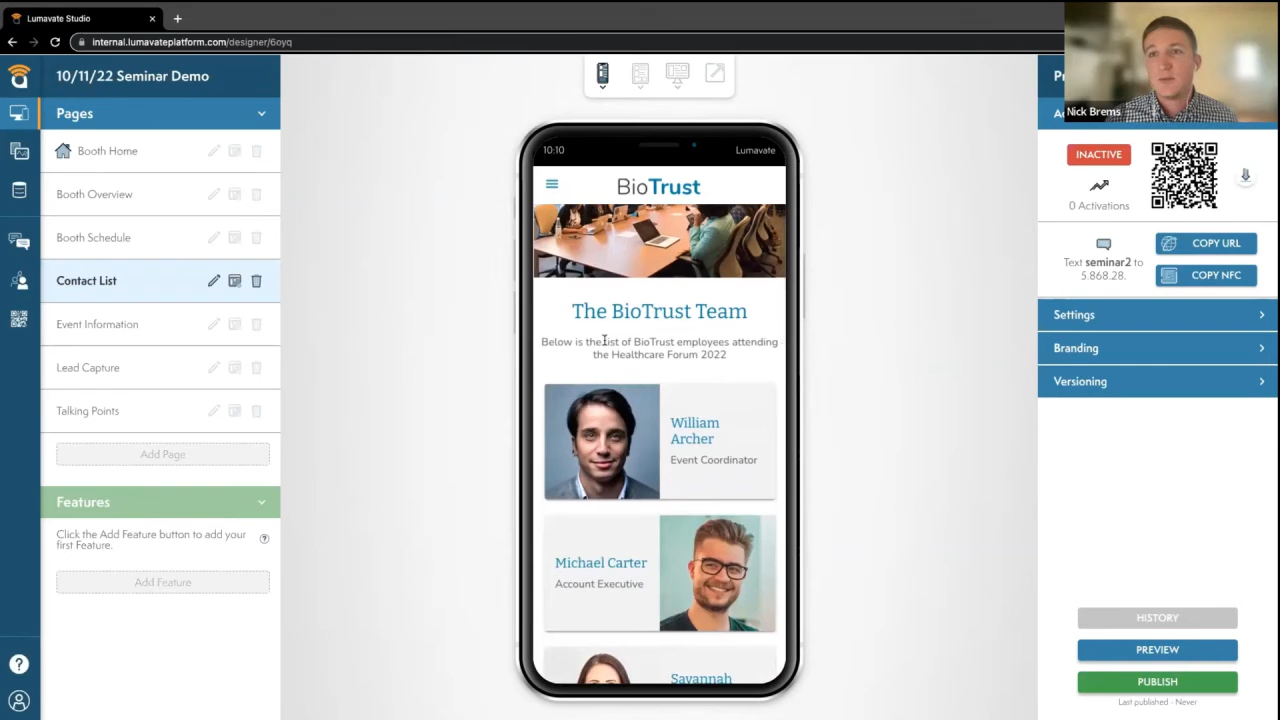 Lumavate Studio
internal.lumavateplatform.com/designer/6oyq
10/11/22 Seminar Demo
Pages
Booth Home
Booth Overview
Booth Schedule
Contact List
Event Information
Lead Capture
Talking Points
Add Page
Features
Click the Add Feature button to add your
first Feature.
Add Feature
10:10
Lumavate
BioTrust
The BioTrust Team
Below is the list of BioTrust employees attending
the Healthcare Forum 2022
William
Archer
Event Coordinator
Michael Carter
Account Executive
Savannah
Nick Brems
INACTIVE
0 Activations
Text seminar2 to
5.868.28.
COPY URL
COPY NFC
Settings
Branding
Versioning
HISTORY
PREVIEW
PUBLISH
Last published - Never